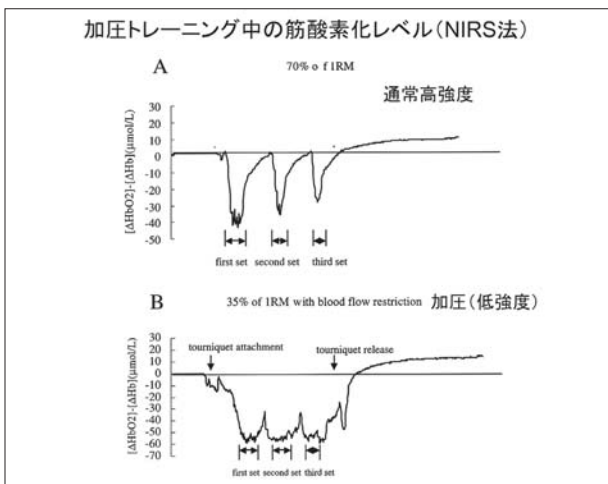 加圧トレーニング中の筋酸素化レベル(NIRS法)
A
70% o f 1RM
通常高強度
[ΔHbO2]-[ΔHb](μmol/L)
30
20
10
0
-10
-20
-30
-40
-50
first set second set third set
B
35% of 1RM with blood flow restriction 加圧(低強度)
tourniquet attachment tourniquet release
[ΔHbO2]-[ΔHb](μmol/L)
30
20
10
0
-10
-20
-30
-40
-50
-60
-70
first set second set third set